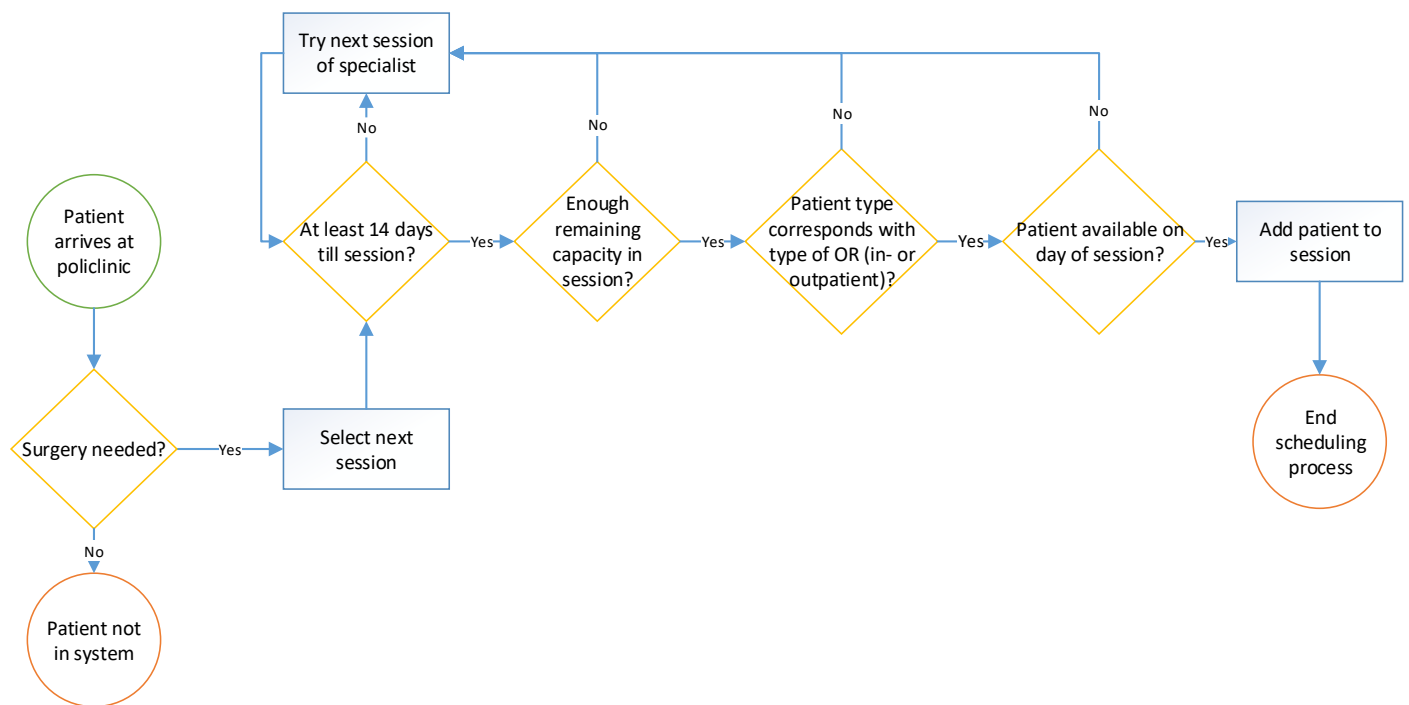 Try next session
of specialist
No
No
No
No
Patient
arrives at
policlinic
At least 14 days
till session?
Yes
Enough
remaining
capacity in
session?
Yes
Patient type
corresponds with
type of OR (in- or
outpatient)?
Yes
Patient available on
day of session?
Yes
Add patient to
session
Surgery needed?
Yes
Select next
session
End
scheduling
process
No
Patient not
in system